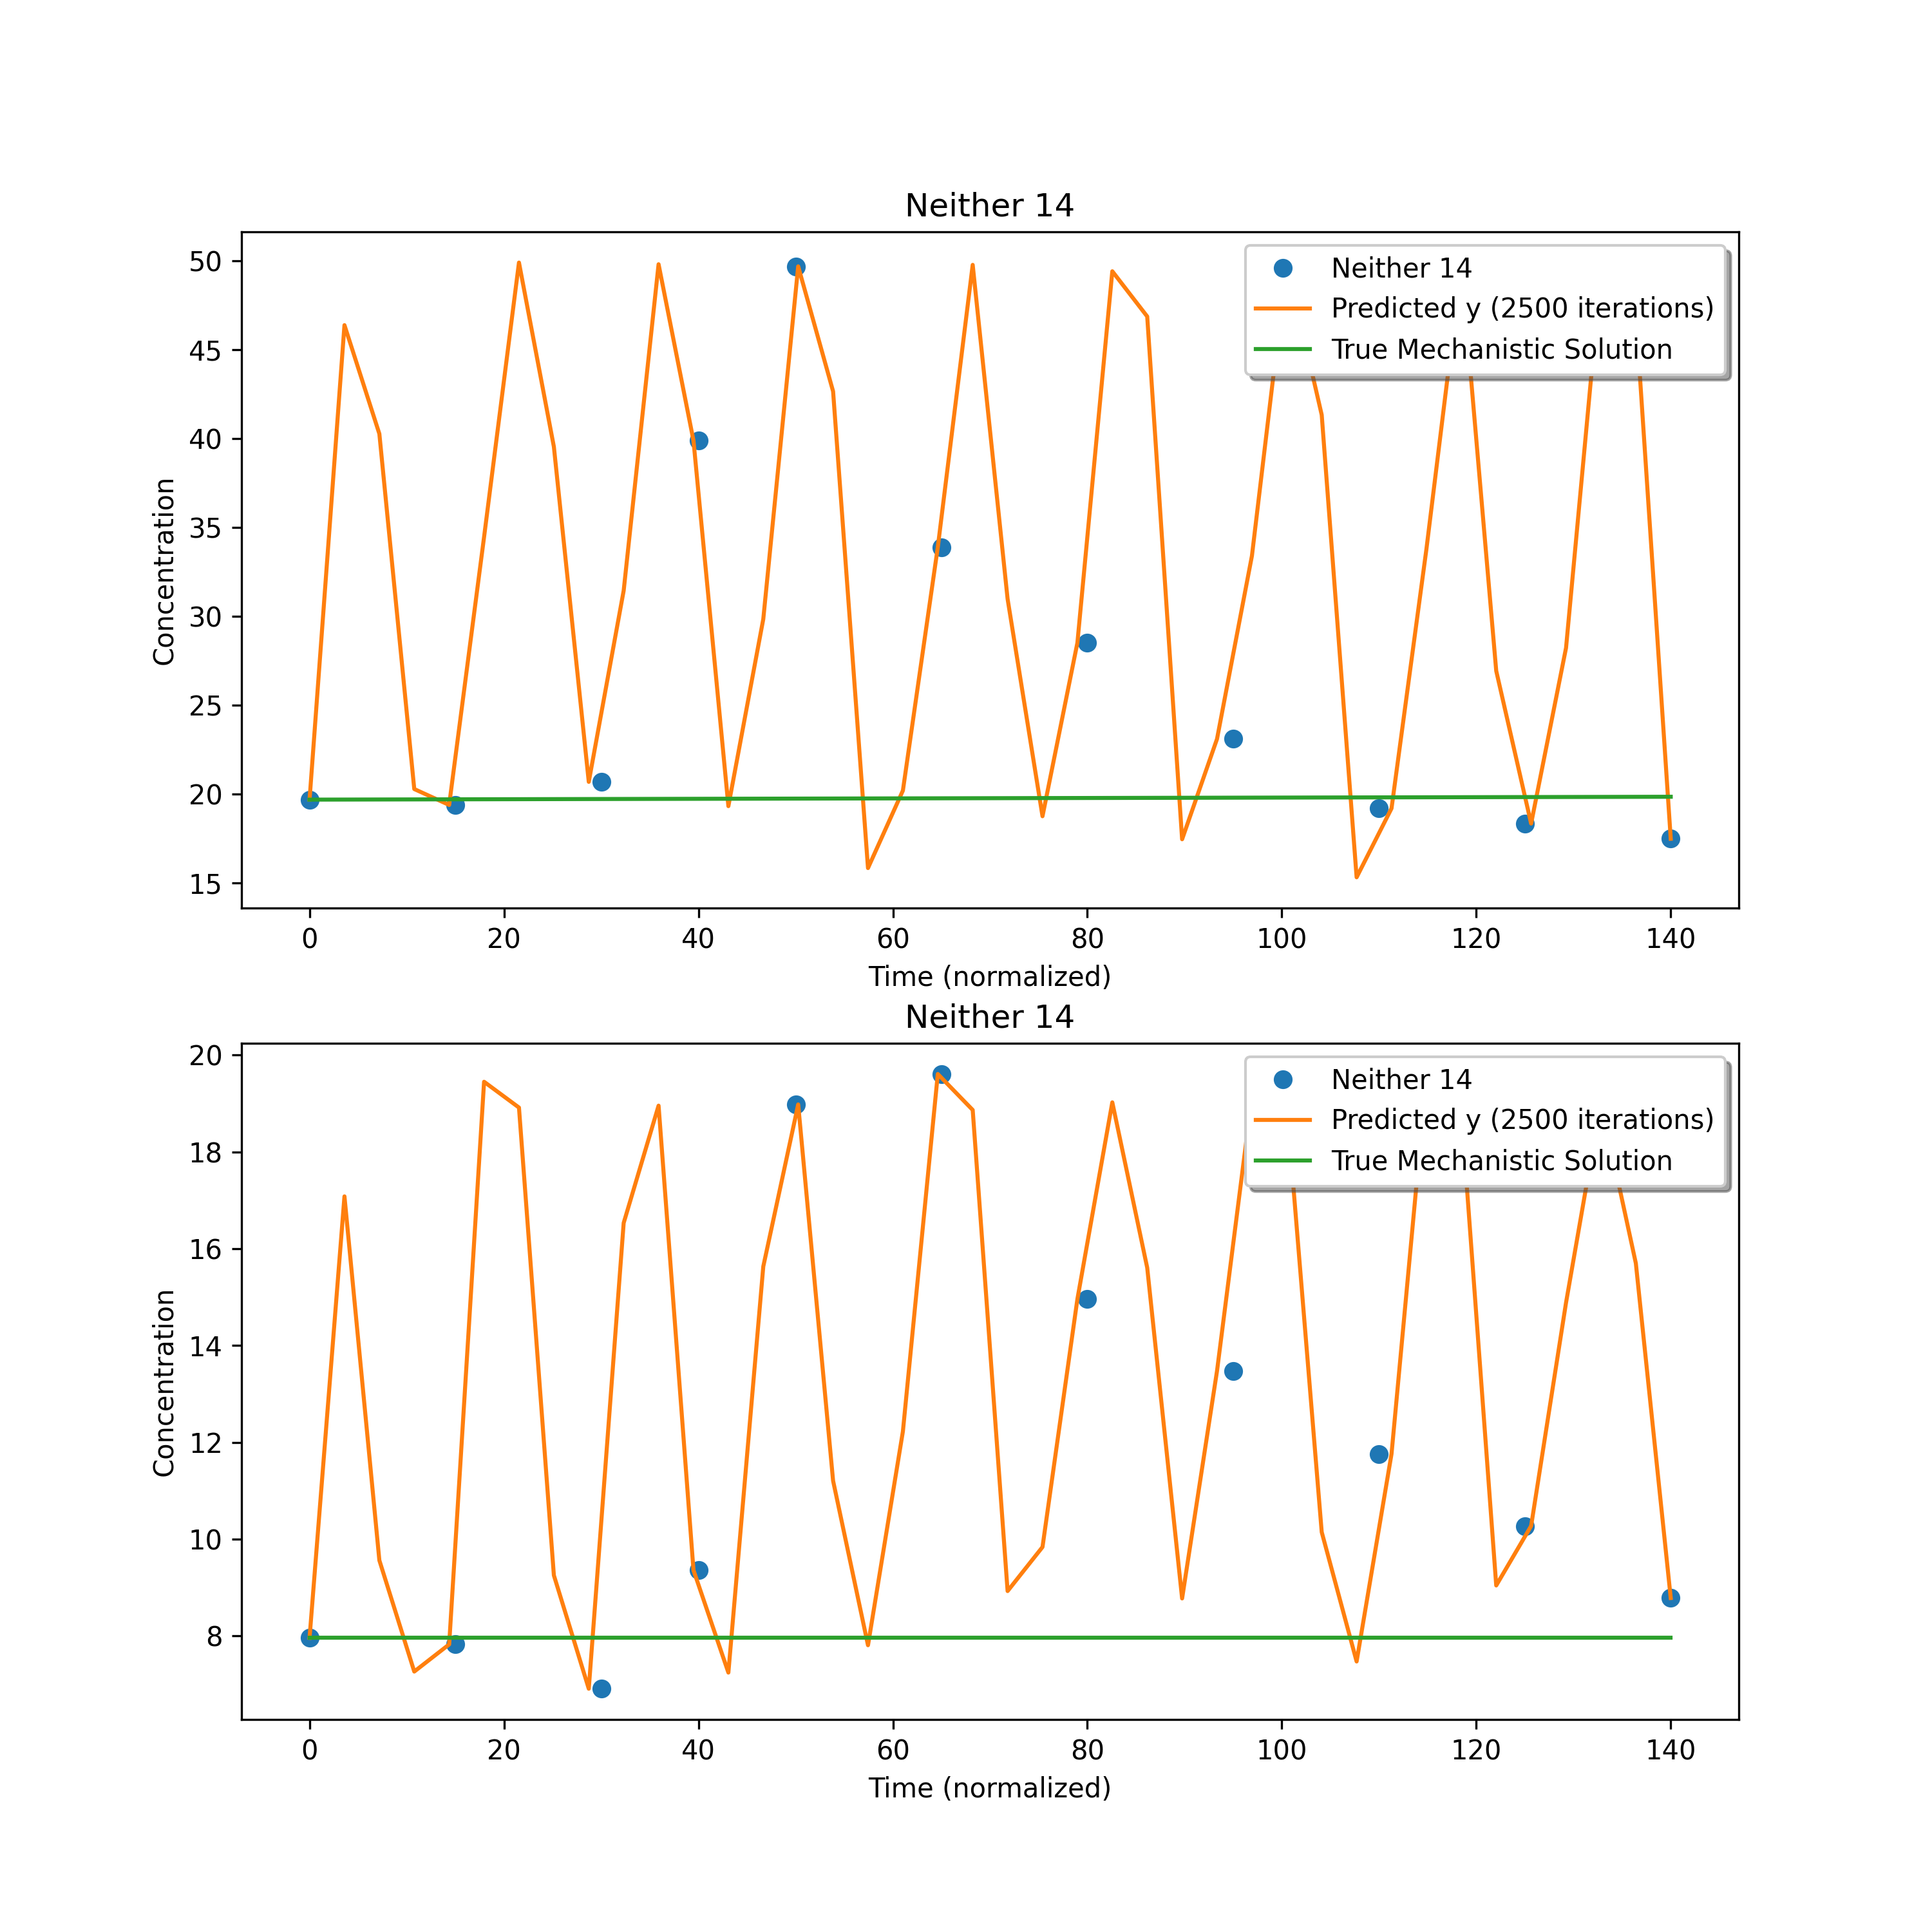 Neither 14
50
45
40
35
30
25
20
15
Concentration
Neither 14
Predicted y (2500 iterations)
True Mechanistic Solution
0 20 40 60 80 100 120 140
Time (normalized)
Neither 14
20
18
16
14
12
10
8
Concentration
Neither 14
Predicted y (2500 iterations)
True Mechanistic Solution
0 20 40 60 80 100 120 140
Time (normalized)